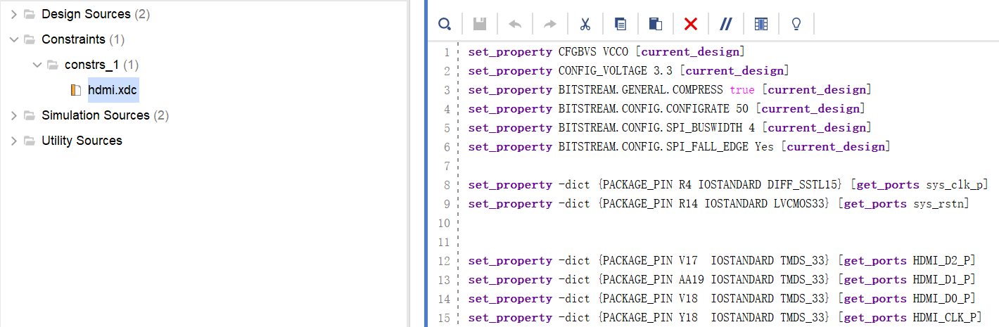 Design Sources (2)
Constraints (1)
constrs_1 (1)
hdmi.xdc
Simulation Sources (2)
Utility Sources
1 set_property CFGBVS VCCO [current_design]
2 set_property CONFIG_VOLTAGE 3.3 [current_design]
3 set_property BITSTREAM.GENERAL.COMPRESS true [current_design]
4 set_property BITSTREAM.CONFIG.CONFIGRATE 50 [current_design]
5 set_property BITSTREAM.CONFIG.SPI_BUSWIDTH 4 [current_design]
6 set_property BITSTREAM.CONFIG.SPI_FALL_EDGE Yes [current_design]
7
8 set_property -dict {PACKAGE_PIN R4 IOSTANDARD DIFF_SSTL15} [get_ports sys_clk_p]
9 set_property -dict {PACKAGE_PIN R14 IOSTANDARD LVCMOS33} [get_ports sys_rstn]
10
11
12 set_property -dict {PACKAGE_PIN V17  IOSTANDARD TMDS_33} [get_ports HDMI_D2_P]
13 set_property -dict {PACKAGE_PIN AA19 IOSTANDARD TMDS_33} [get_ports HDMI_D1_P]
14 set_property -dict {PACKAGE_PIN V18  IOSTANDARD TMDS_33} [get_ports HDMI_D0_P]
15 set_property -dict {PACKAGE_PIN Y18  IOSTANDARD TMDS_33} [get_ports HDMI_CLK_P]